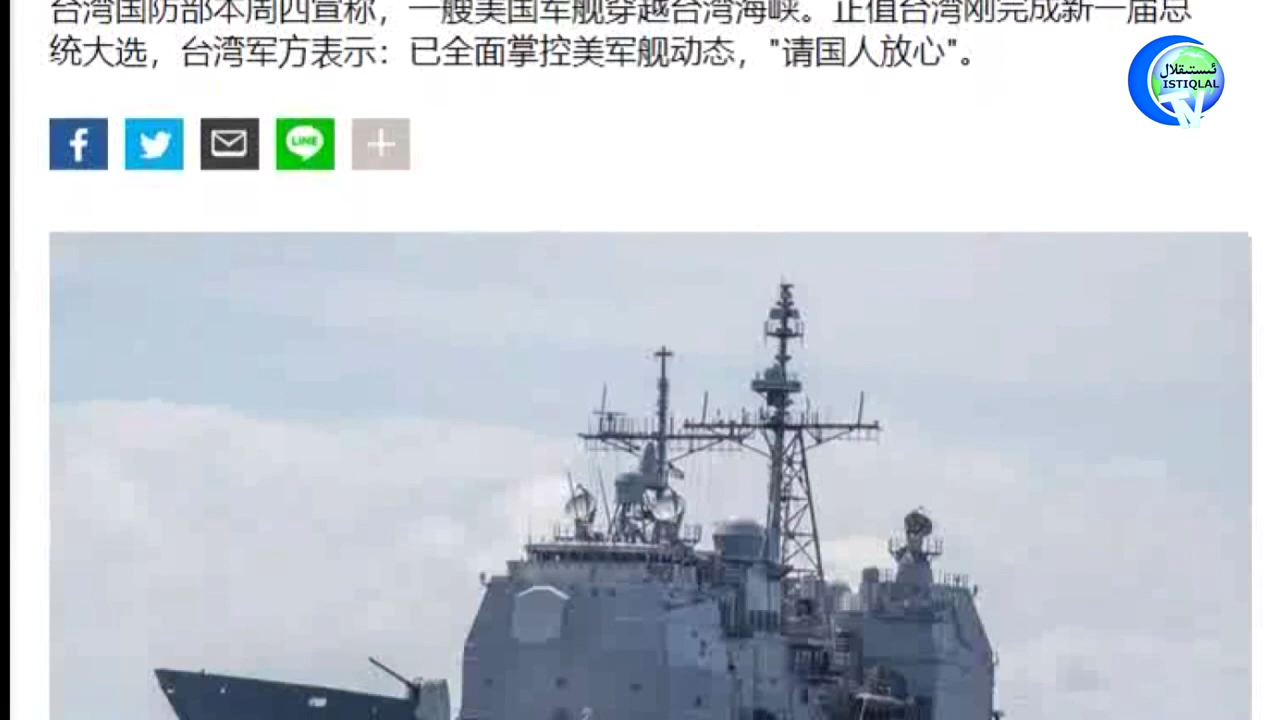 台湾国防部本周四宣称，一艘美国军舰穿越台湾海峡。正值台湾刚完成新一届总
统大选，台湾军方表示：已全面掌控美军舰动态，"请国人放心"。
ئىستىقلال
ISTIQLAL
TV
LINE